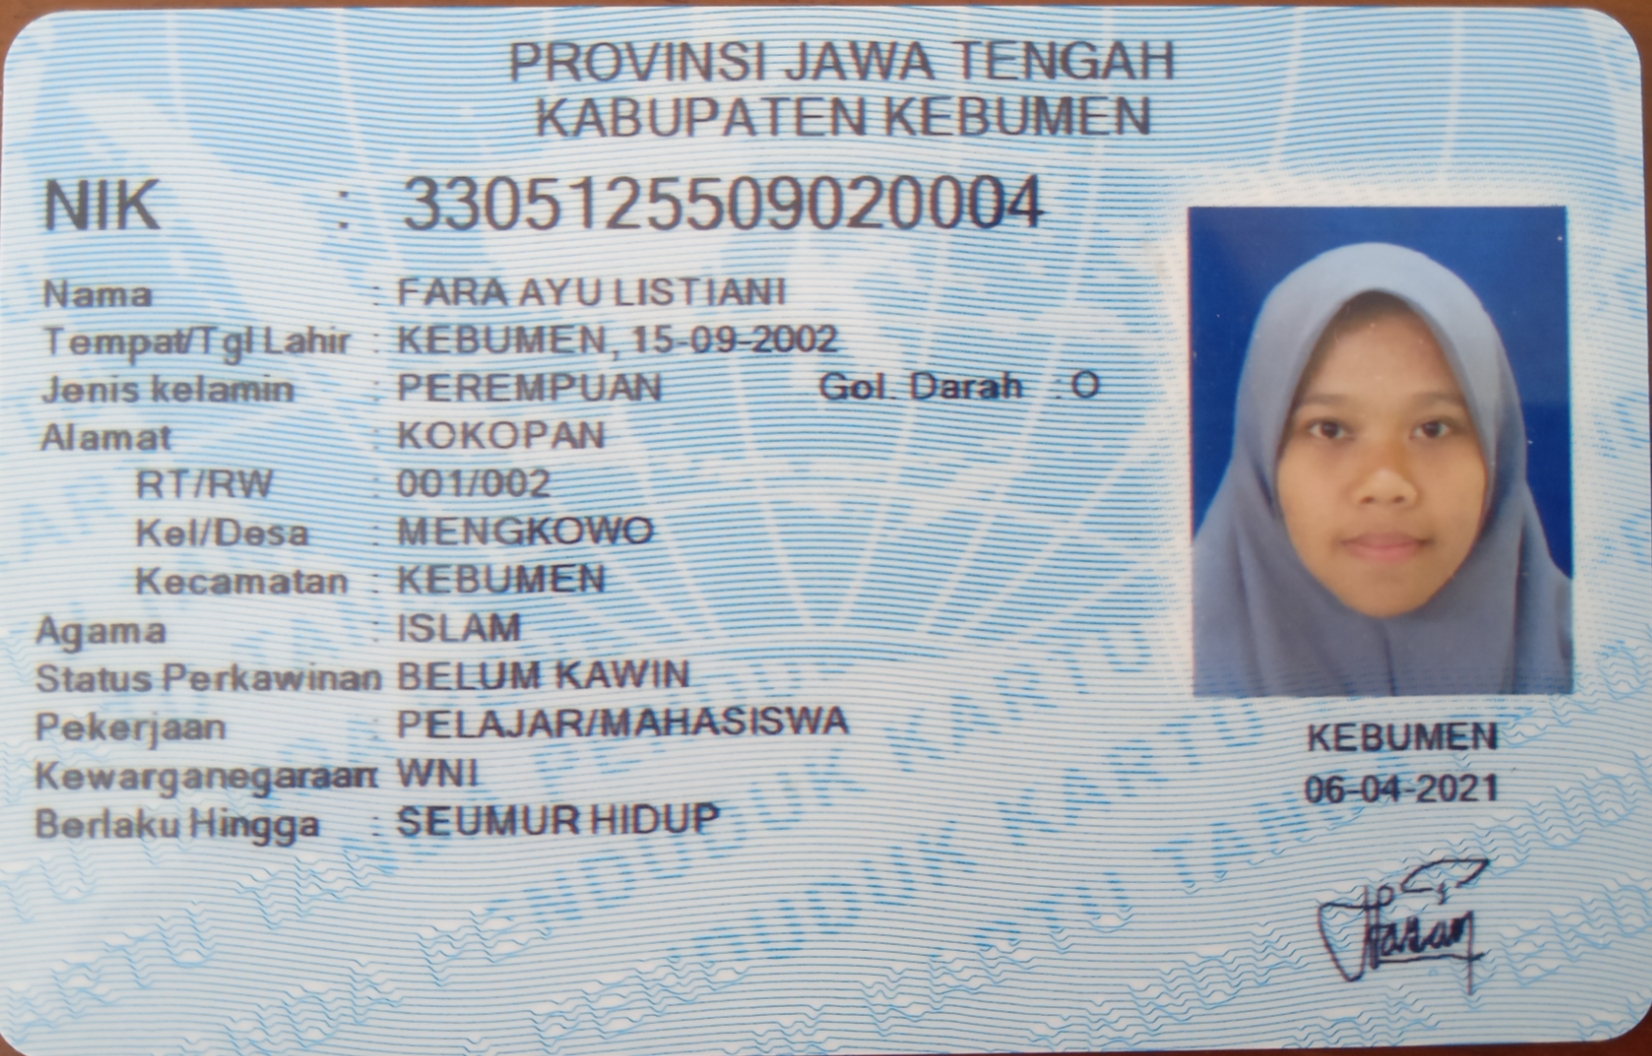 PROVINSI JAWA TENGAH
KABUPATEN KEBUMEN
NIK : 3305125509020004
Nama : FARA AYU LISTIANI
Tempat/Tgl Lahir : KEBUMEN, 15-09-2002
Jenis kelamin : PEREMPUAN Gol. Darah : O
Alamat : KOKOPAN
RT/RW : 001/002
Kel/Desa : MENGKOWO
Kecamatan : KEBUMEN
Agama : ISLAM
Status Perkawinan BELUM KAWIN
Pekerjaan : PELAJAR/MAHASISWA
Kewarganegaraan: WNI
Berlaku Hingga : SEUMUR HIDUP
KEBUMEN
06-04-2021